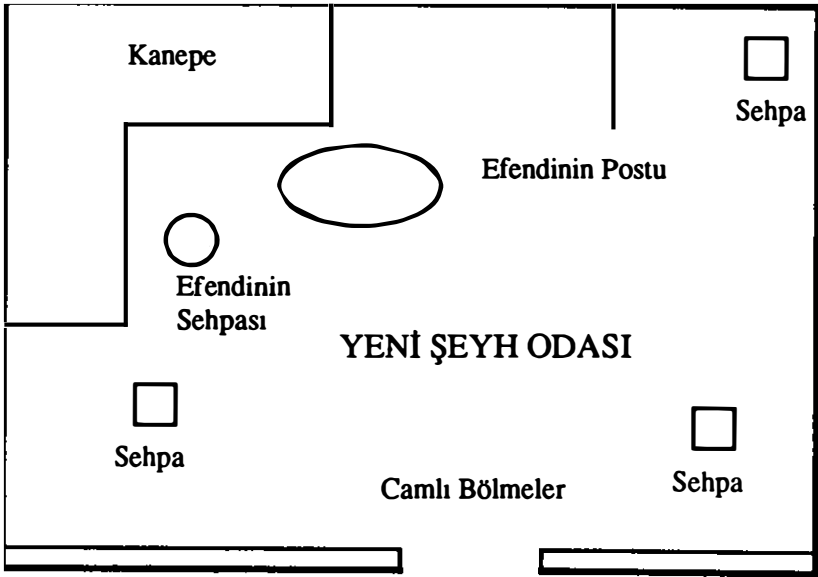 Kanepe
Sehpa
Efendinin Postu
Efendinin
Sehpası
YENİ ŞEYH ODASI
Sehpa
Camlı Bölmeler
Sehpa